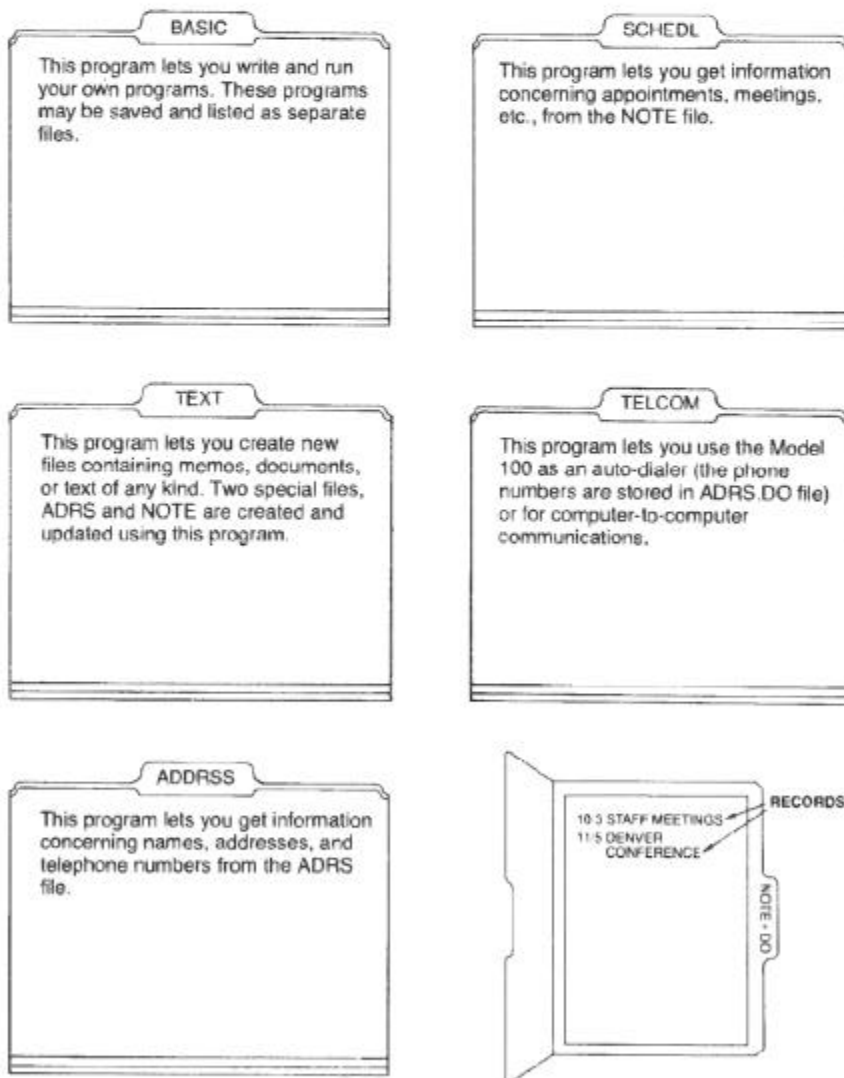 BASIC
This program lets you write and run
your own programs. These programs
may be saved and listed as separate
files.
SCHEDL
This program lets you get information
concerning appointments, meetings,
etc., from the NOTE file.
TEXT
This program lets you create new
files containing memos, documents,
or text of any kind. Two special files,
ADRS and NOTE are created and
updated using this program.
TELCOM
This program lets you use the Model
100 as an auto-dialer (the phone
numbers are stored in ADRS.DO file)
or for computer-to-computer
communications.
ADDRSS
This program lets you get information
concerning names, addresses, and
telephone numbers from the ADRS
file.
RECORDS
10·3 STAFF MEETINGS
11·5 DENVER
CONFERENCE
NOTE • DO